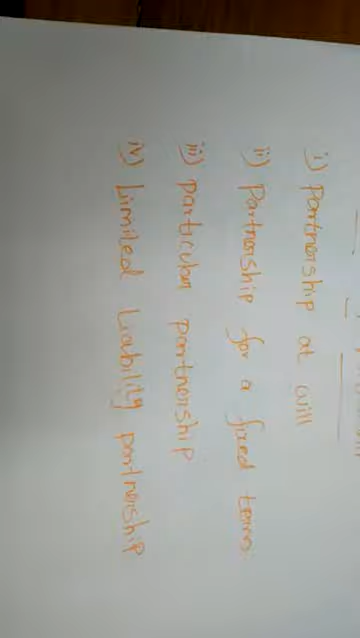 i) Partnership at will
ii) Partnership for a fixed term.
iii) Particular partnership
iv) Limited Liability partnership